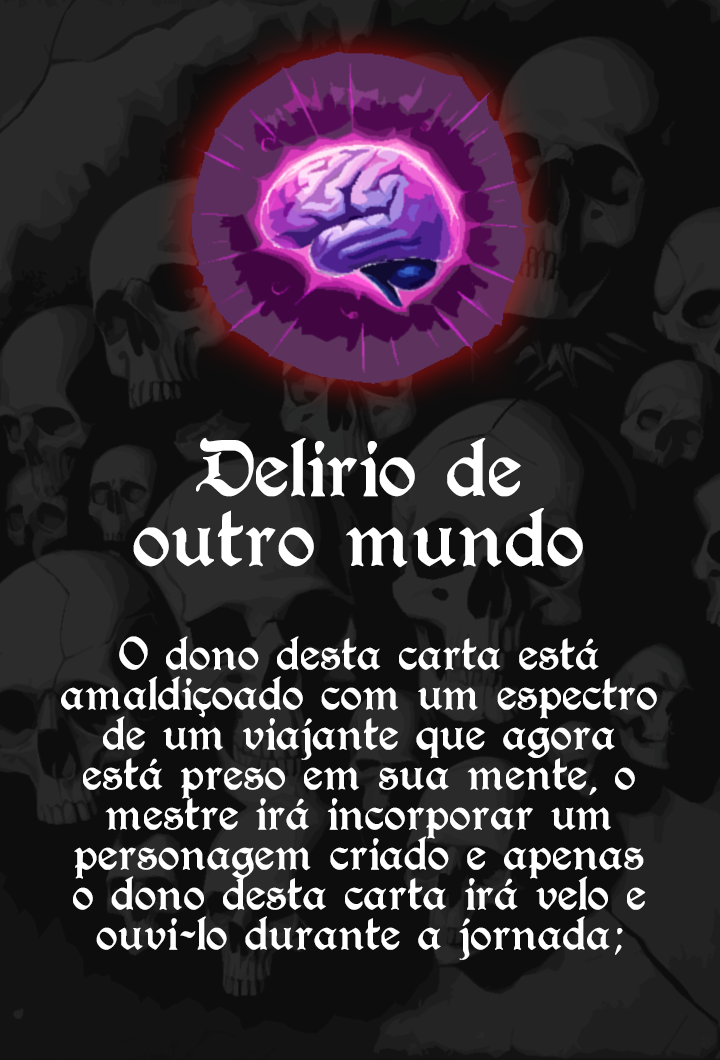 Delirio de
outro mundo
O dono desta carta está
amaldiçoado com um espectro
de um viajante que agora
está preso em sua mente, o
mestre irá incorporar um
personagem criado e apenas
o dono desta carta irá velo e
ouvi-lo durante a jornada;